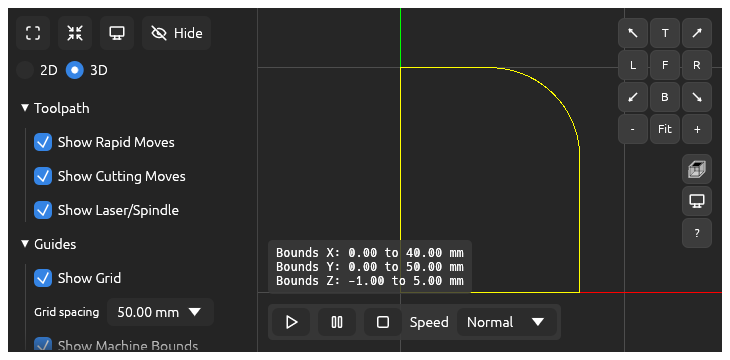 Hide
2D 3D
Toolpath
Show Rapid Moves
Show Cutting Moves
Show Laser/Spindle
Guides
Show Grid
Grid spacing 50.00 mm
Show Machine Bounds
Bounds X: 0.00 to 40.00 mm
Bounds Y: 0.00 to 50.00 mm
Bounds Z: -1.00 to 5.00 mm
Speed Normal
T
L F R
B
- Fit +
?